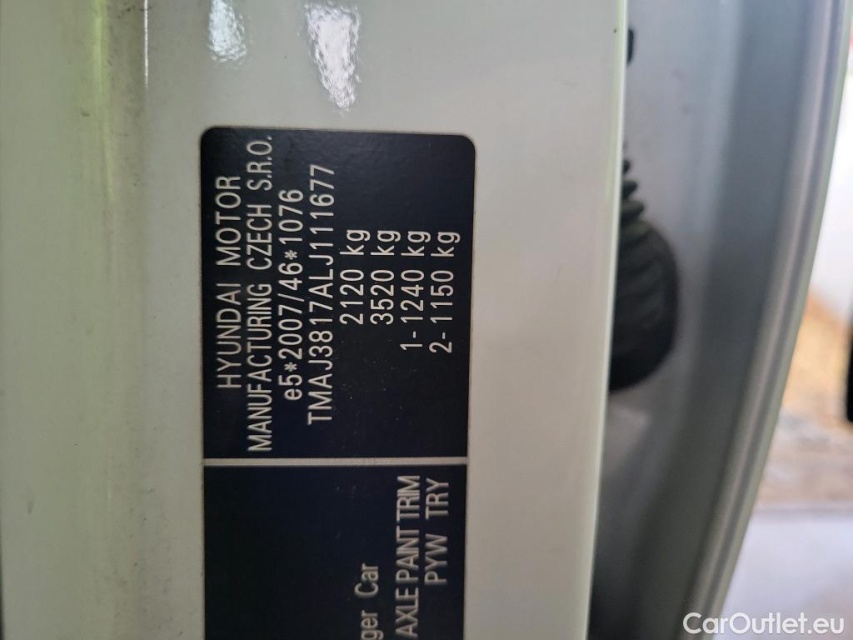 HYUNDAI MOTOR
MANUFACTURING CZECH S.R.O.
e5*2007/46*1076
TMAJ3817ALJ111677
2120 kg
3520 kg
1- 1240 kg
2- 1150 kg
ger Car
AXLE PAINT TRIM
PYW TRY
CarOutlet.eu